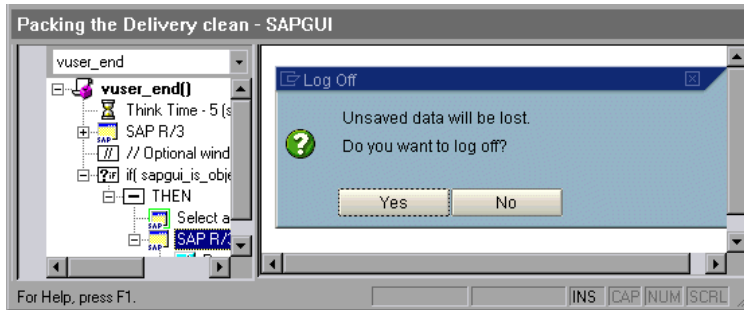 Packing the Delivery clean - SAPGUI
vuser_end
vuser_end()
Think Time - 5 (s
SAP R/3
// // Optional wind
?IF if( sapgui_is_obje
THEN
Select a
SAP R/3
Log Off
Unsaved data will be lost.
Do you want to log off?
Yes No
For Help, press F1.
INS CAP NUM SCRL